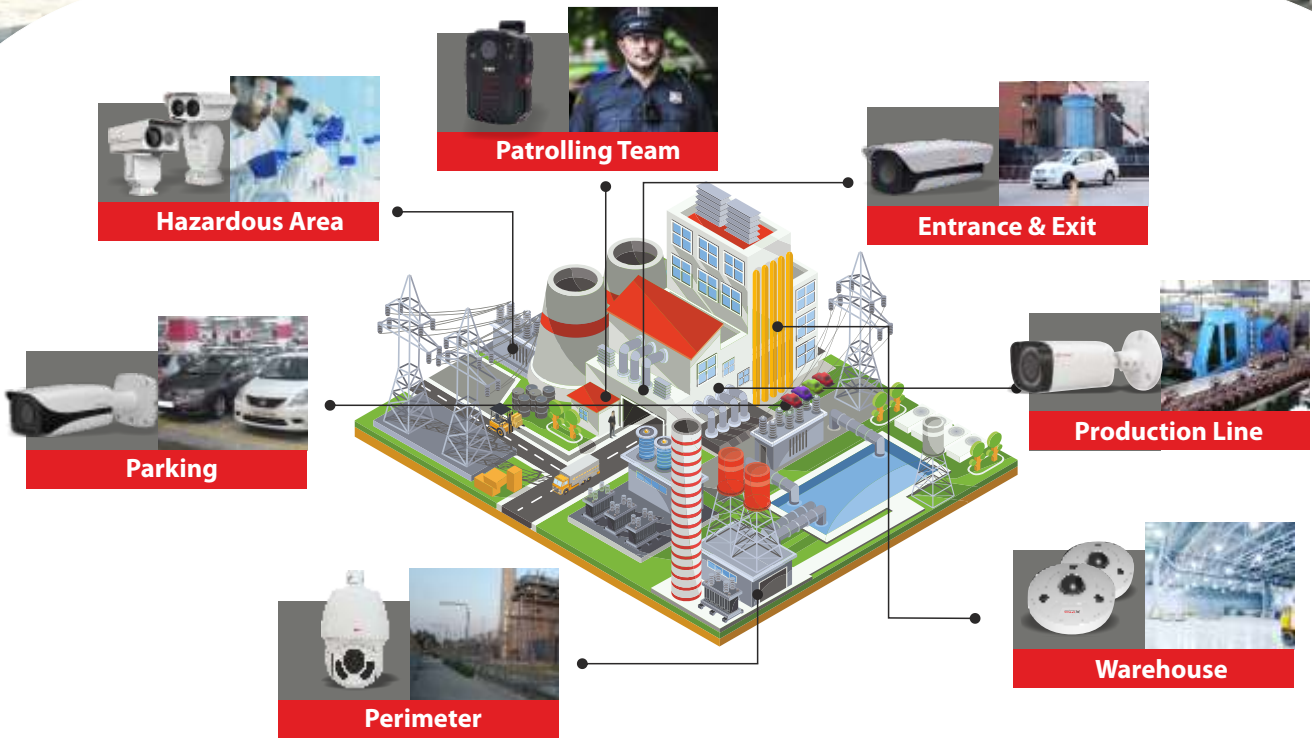 Patrolling Team
Hazardous Area
Entrance & Exit
Parking
Production Line
Perimeter
Warehouse